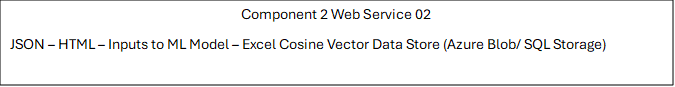 Component 2 Web Service 02
JSON – HTML – Inputs to ML Model – Excel Cosine Vector Data Store (Azure Blob/ SQL Storage)